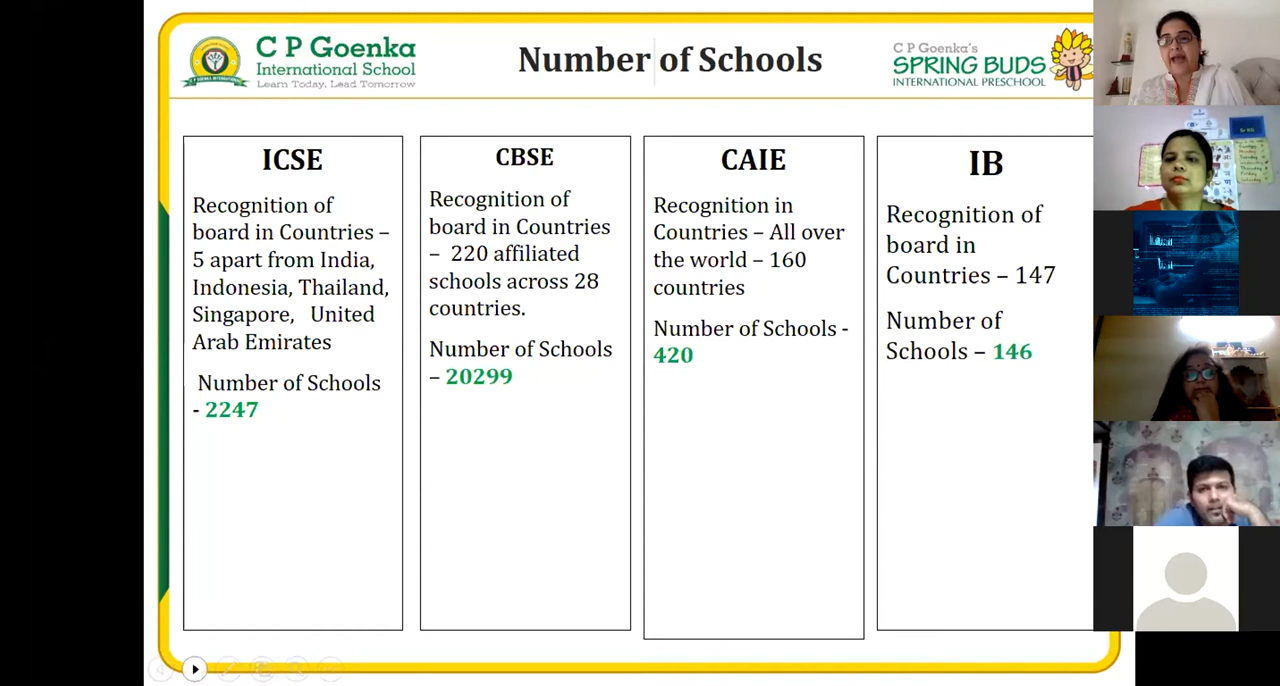 C P Goenka
International School
Learn Today, Lead Tomorrow
Number of Schools
C P Goenka's
SPRING BUDS
INTERNATIONAL PRESCHOOL
ICSE
Recognition of
board in Countries –
5 apart from India,
Indonesia, Thailand,
Singapore, United
Arab Emirates
Number of Schools
- 2247
CBSE
Recognition of
board in Countries
– 220 affiliated
schools across 28
countries.
Number of Schools
– 20299
CAIE
Recognition in
Countries – All over
the world – 160
countries
Number of Schools -
420
IB
Recognition of
board in
Countries – 147
Number of
Schools – 146